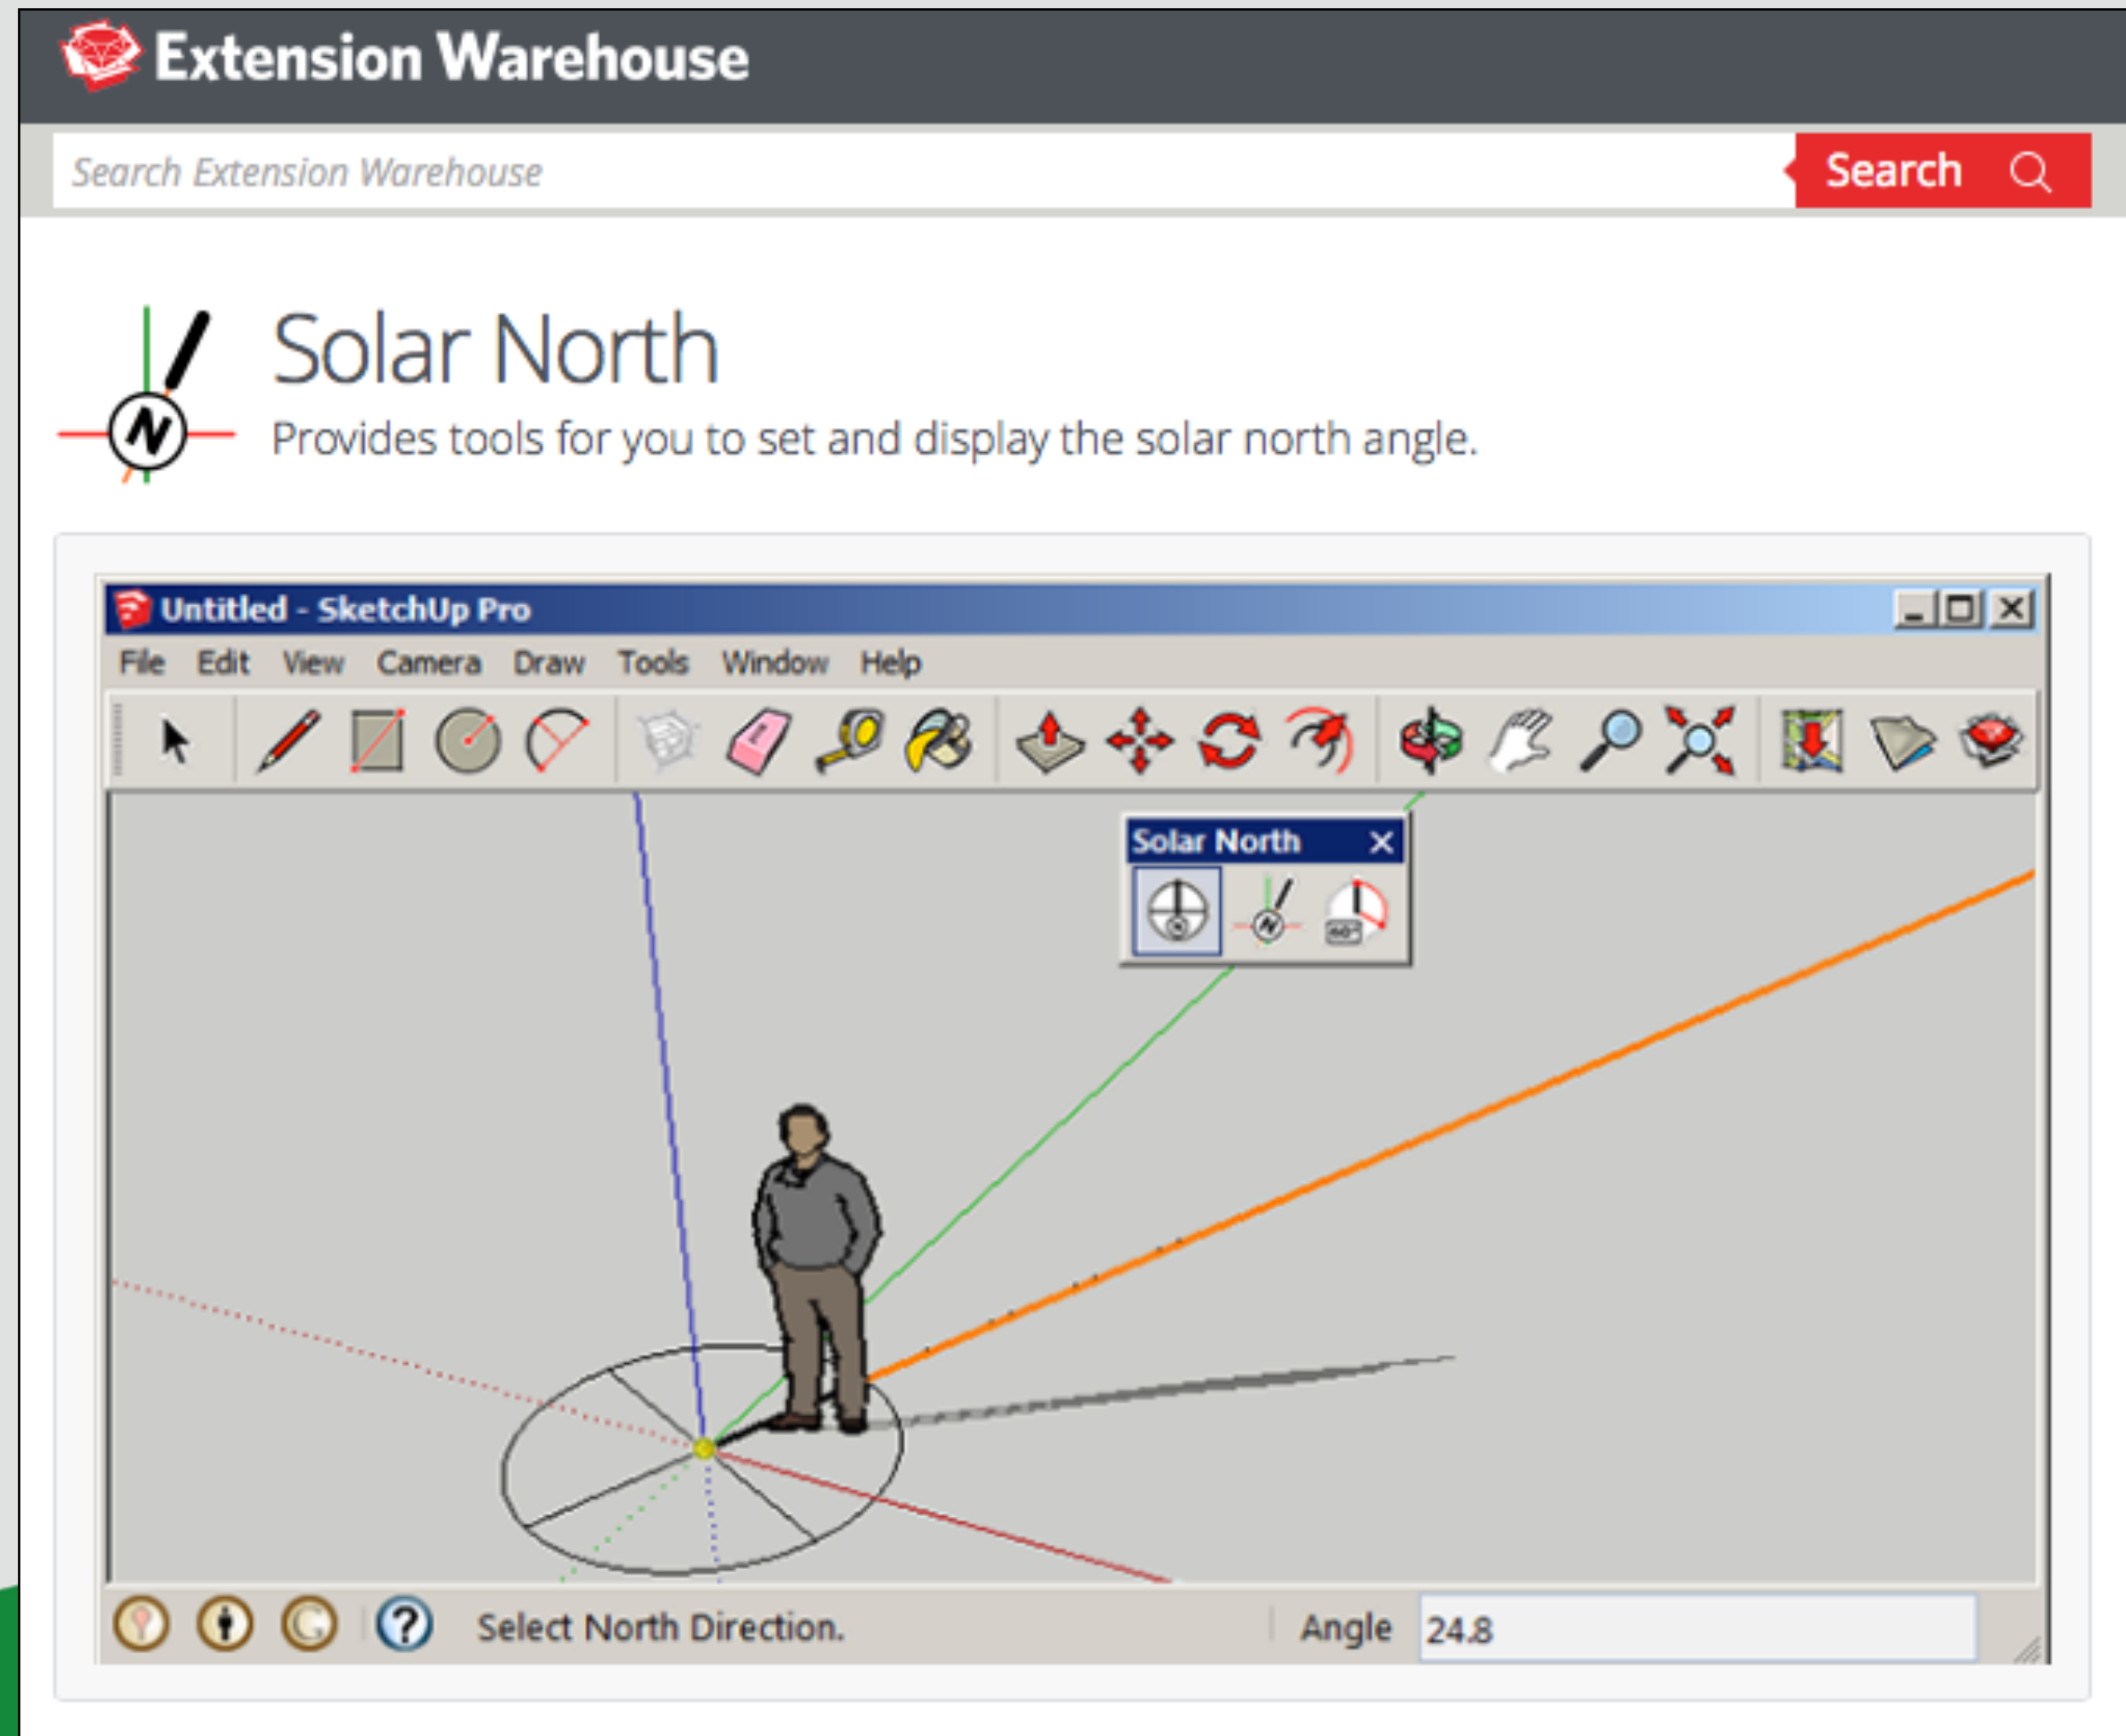 Extension Warehouse
Search Extension Warehouse
Search
Solar North
Provides tools for you to set and display the solar north angle.
Untitled - SketchUp Pro
File Edit View Camera Draw Tools Window Help
Solar North
N
Select North Direction.
Angle 24.8